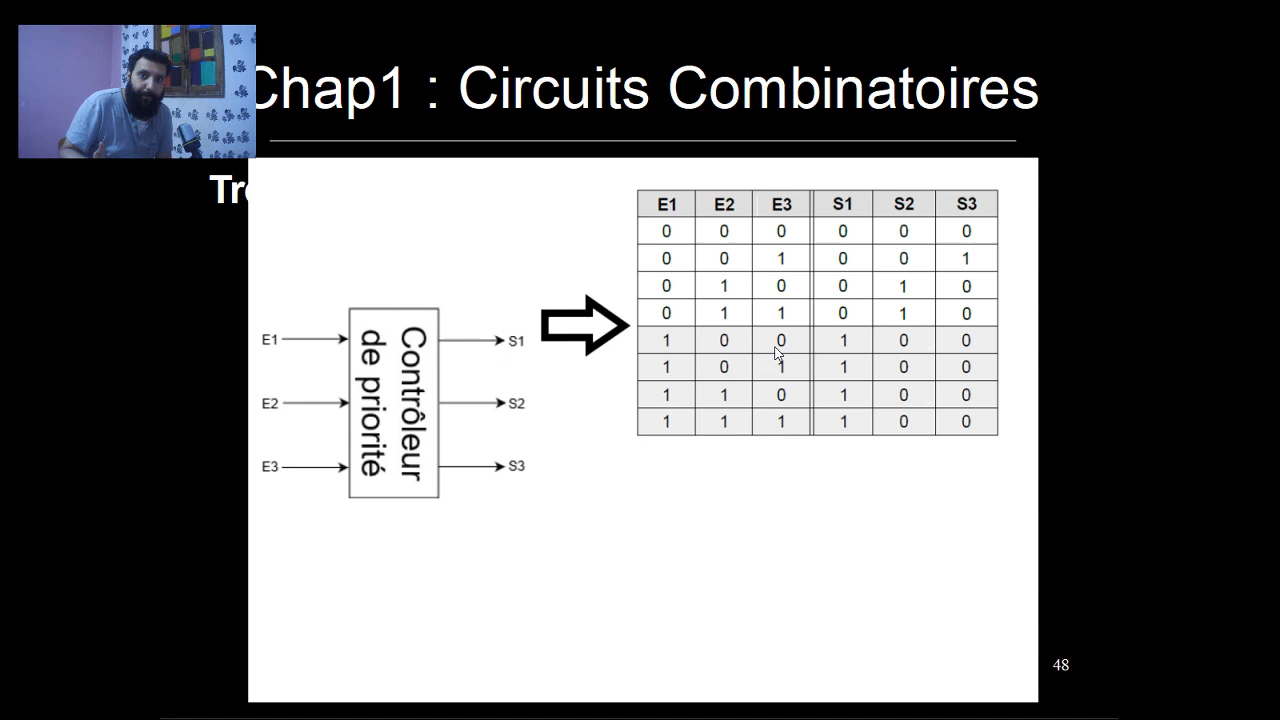 Chap1 : Circuits Combinatoires
E1 E2 E3 S1 S2 S3
0 0 0 0 0 0
0 0 1 0 0 1
0 1 0 0 1 0
0 1 1 0 1 0
1 0 0 1 0 0
1 0 1 1 0 0
1 1 0 1 0 0
1 1 1 1 0 0
E1
E2
E3
Contrôleur
de priorité
S1
S2
S3
48